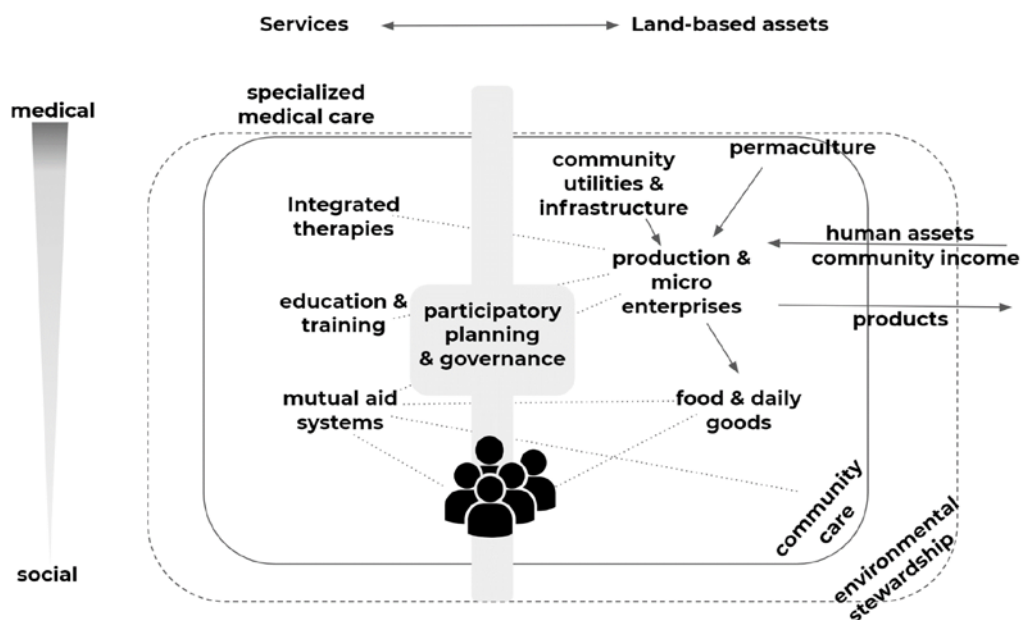 Services
Land-based assets
medical
specialized
medical care
permaculture
community
utilities &
infrastructure
Integrated
therapies
human assets
community income
production &
micro
enterprises
education &
training
participatory
planning
& governance
products
mutual aid
systems
food & daily
goods
community
care
environmental
stewardship
social